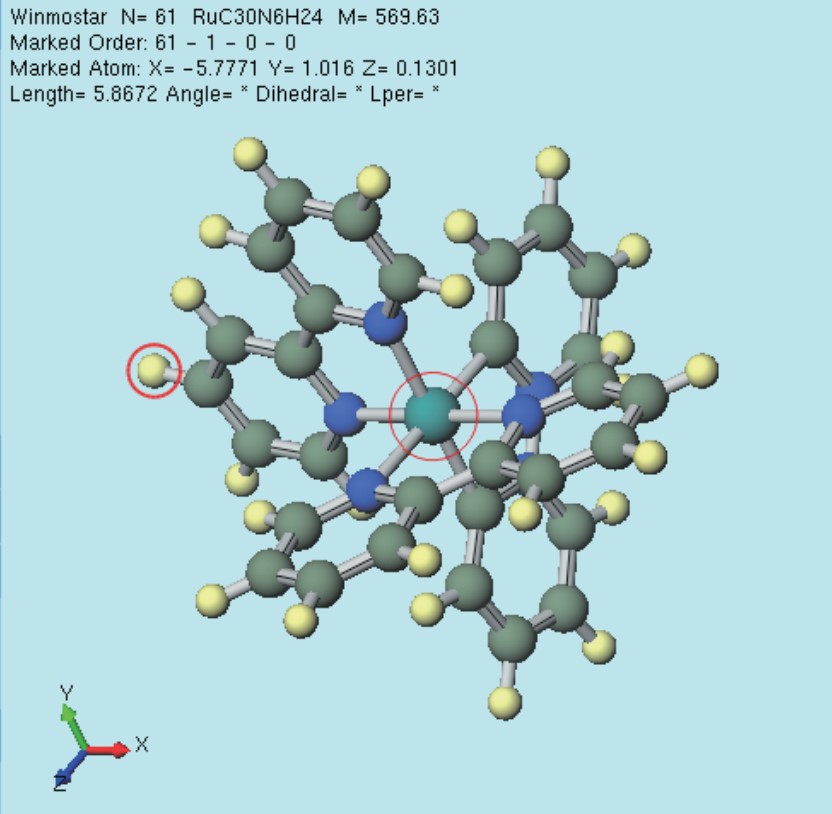 Winmostar N= 61 RuC30N6H24 M= 569.63
Marked Order: 61 - 1 - 0 - 0
Marked Atom: X= -5.7771 Y= 1.016 Z= 0.1301
Length= 5.8672 Angle= * Dihedral= * Lper= *
Y
X
Z